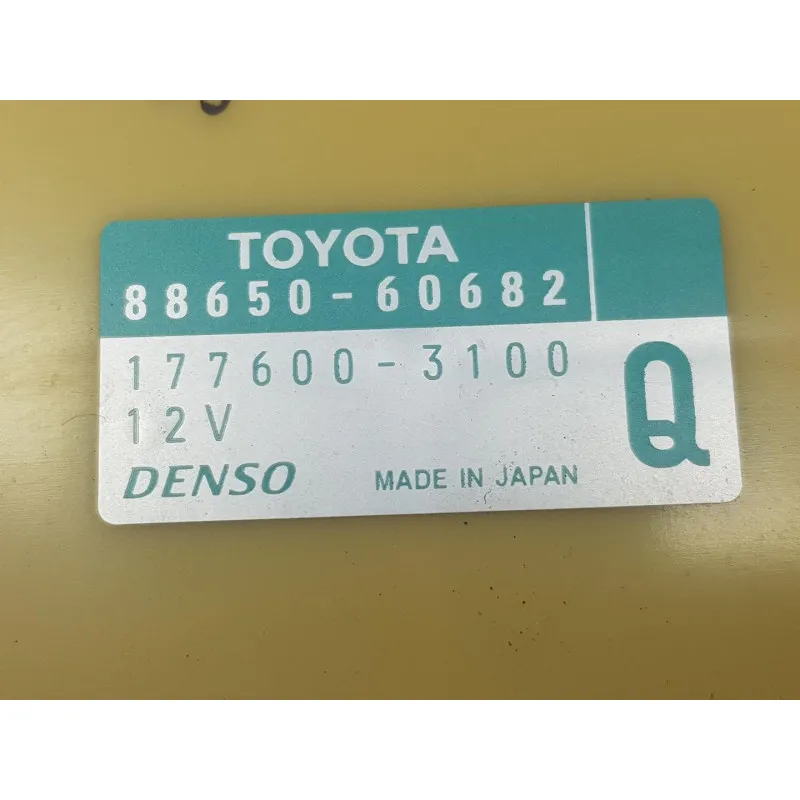 TOYOTA
88650-60682
177600-3100
12V
Q
DENSO MADE IN JAPAN